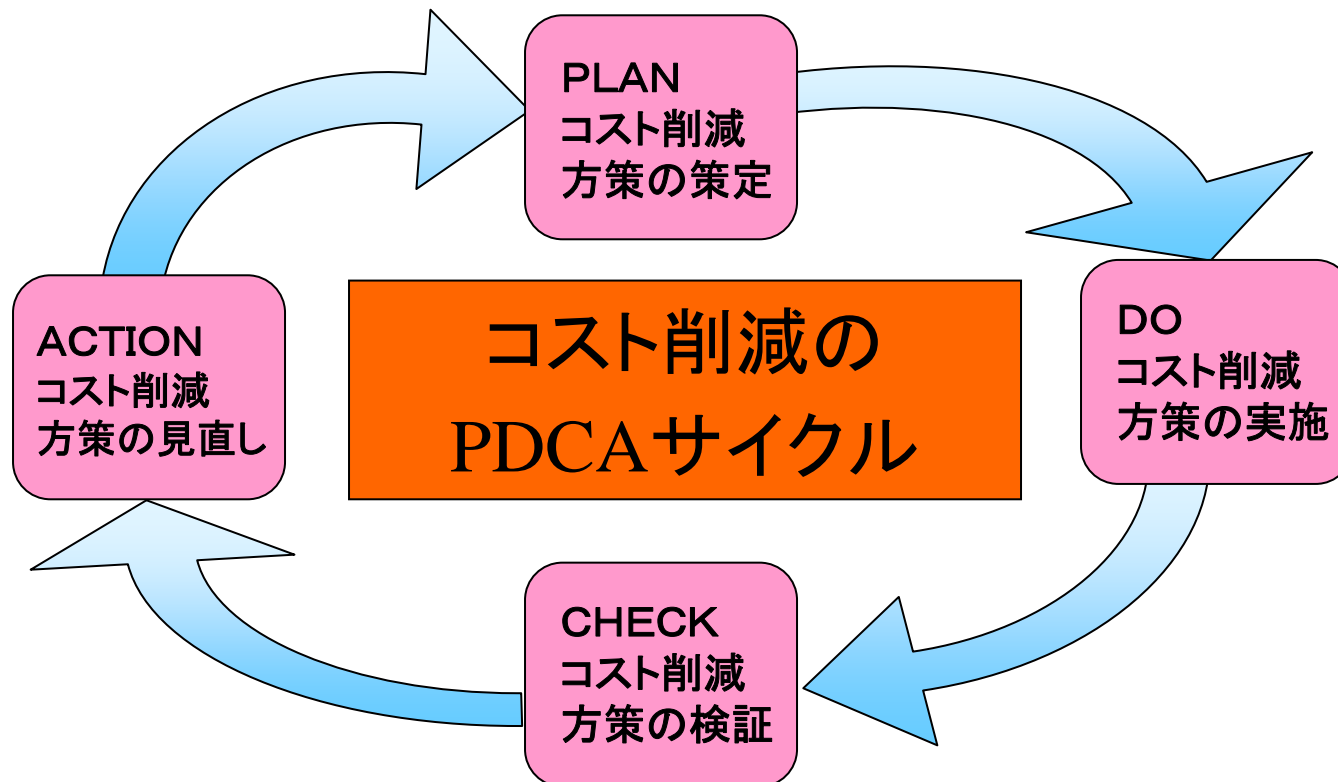 PLAN
コスト削減
方策の策定
ACTION
コスト削減
方策の見直し
コスト削減の
PDCAサイクル
DO
コスト削減
方策の実施
CHECK
コスト削減
方策の検証